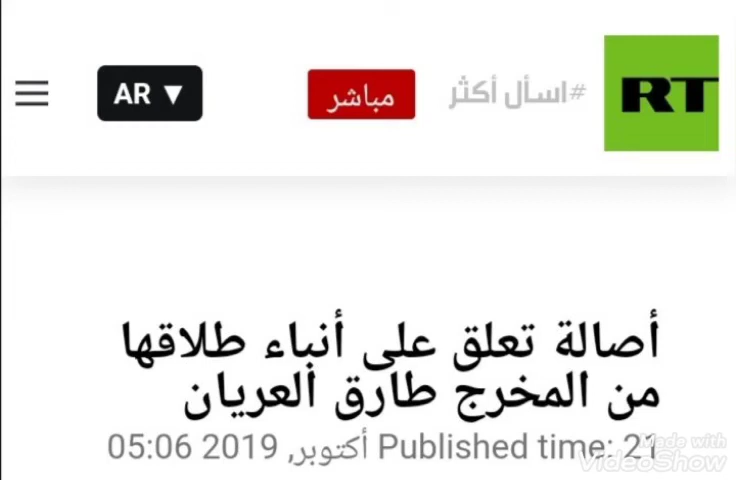 AR ▼ مباشر #اسأل أكثر RT
أصالة تعلق على أنباء طلاقها
من المخرج طارق العريان
Published time: 21 أكتوبر, 2019 05:06
Made with
VideoShow